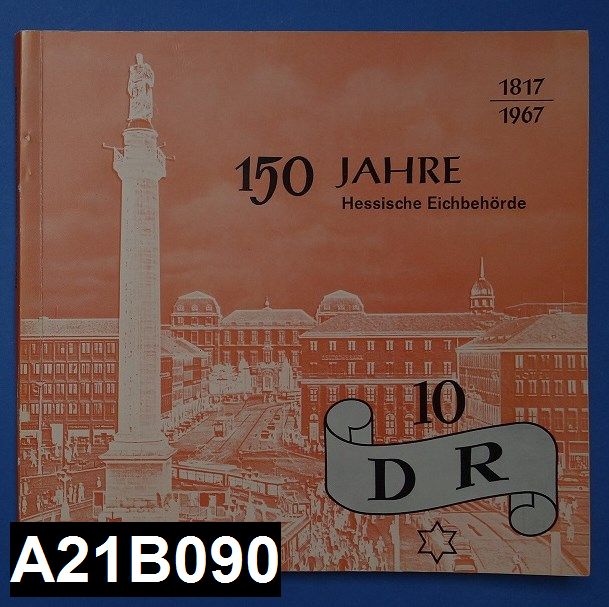 1817
1967
150 JAHRE
Hessische Eichbehörde
10
D R
A21B090